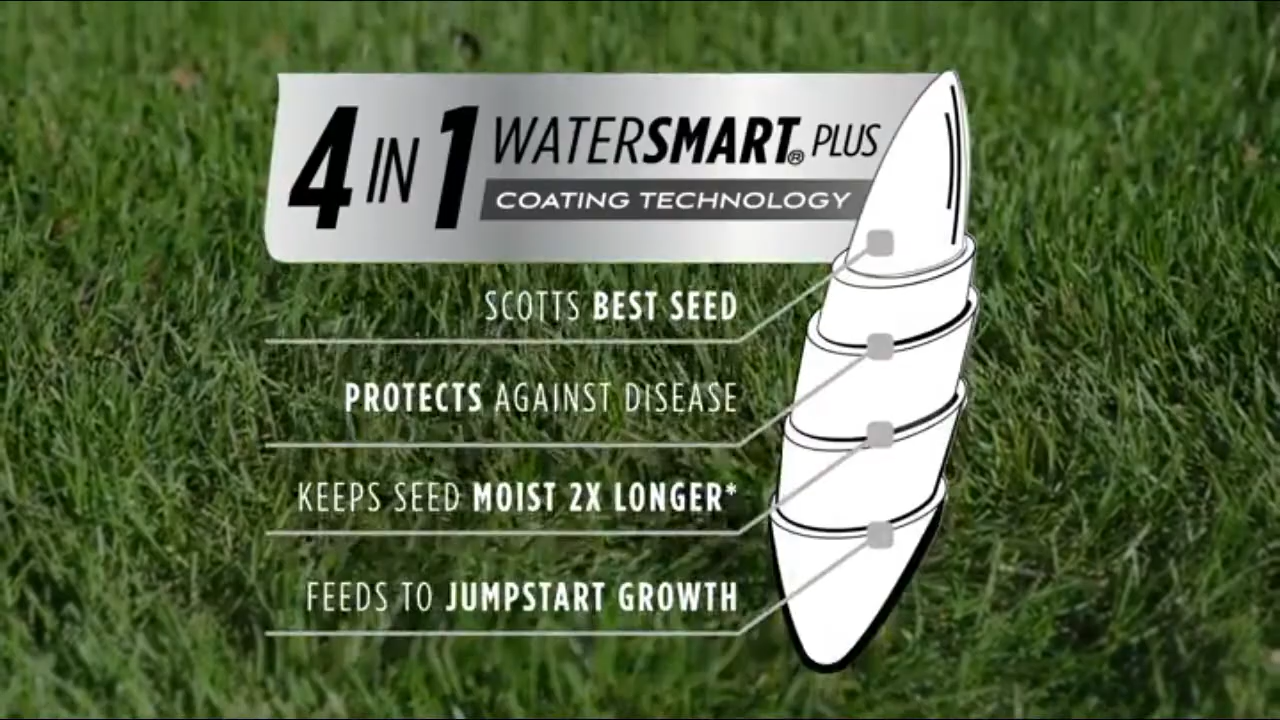 4 IN 1 WATERSMART® PLUS
COATING TECHNOLOGY
SCOTTS BEST SEED
PROTECTS AGAINST DISEASE
KEEPS SEED MOIST 2X LONGER*
FEEDS TO JUMPSTART GROWTH